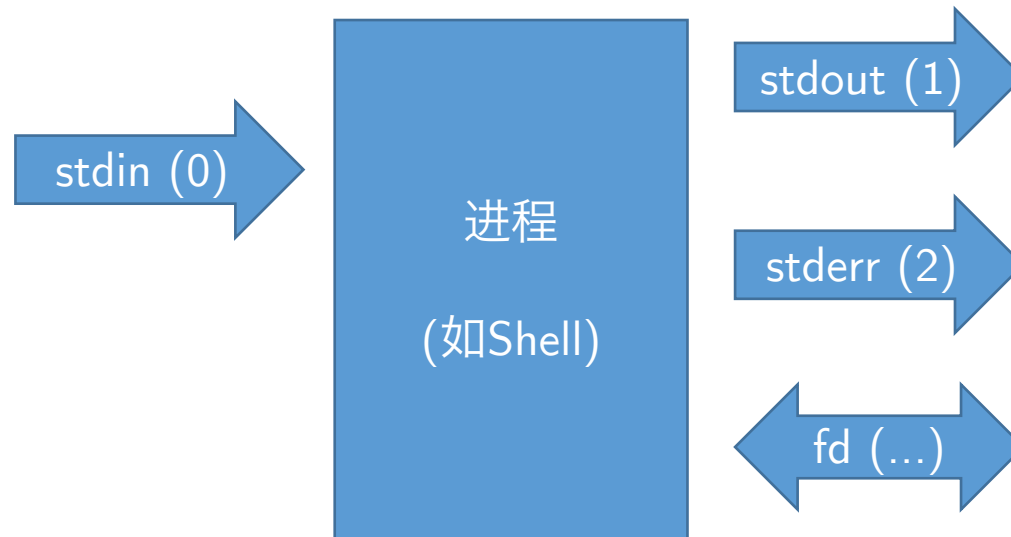 stdin (0)
进程
(如Shell)
stdout (1)
stderr (2)
fd (...)